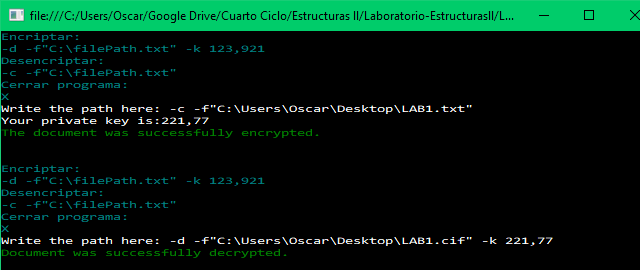 file:///C:/Users/Oscar/Google Drive/Cuarto Ciclo/Estructuras II/Laboratorio-EstructurasII/L...
Encriptar:
-d -f"C:\filePath.txt" -k 123,921
Desencriptar:
-c -f"C:\filePath.txt"
Cerrar programa:
X
Write the path here: -c -f"C:\Users\Oscar\Desktop\LAB1.txt"
Your private key is:221,77
The document was successfully encrypted.
Encriptar:
-d -f"C:\filePath.txt" -k 123,921
Desencriptar:
-c -f"C:\filePath.txt"
Cerrar programa:
X
Write the path here: -d -f"C:\Users\Oscar\Desktop\LAB1.cif" -k 221,77
Document was successfully decrypted.